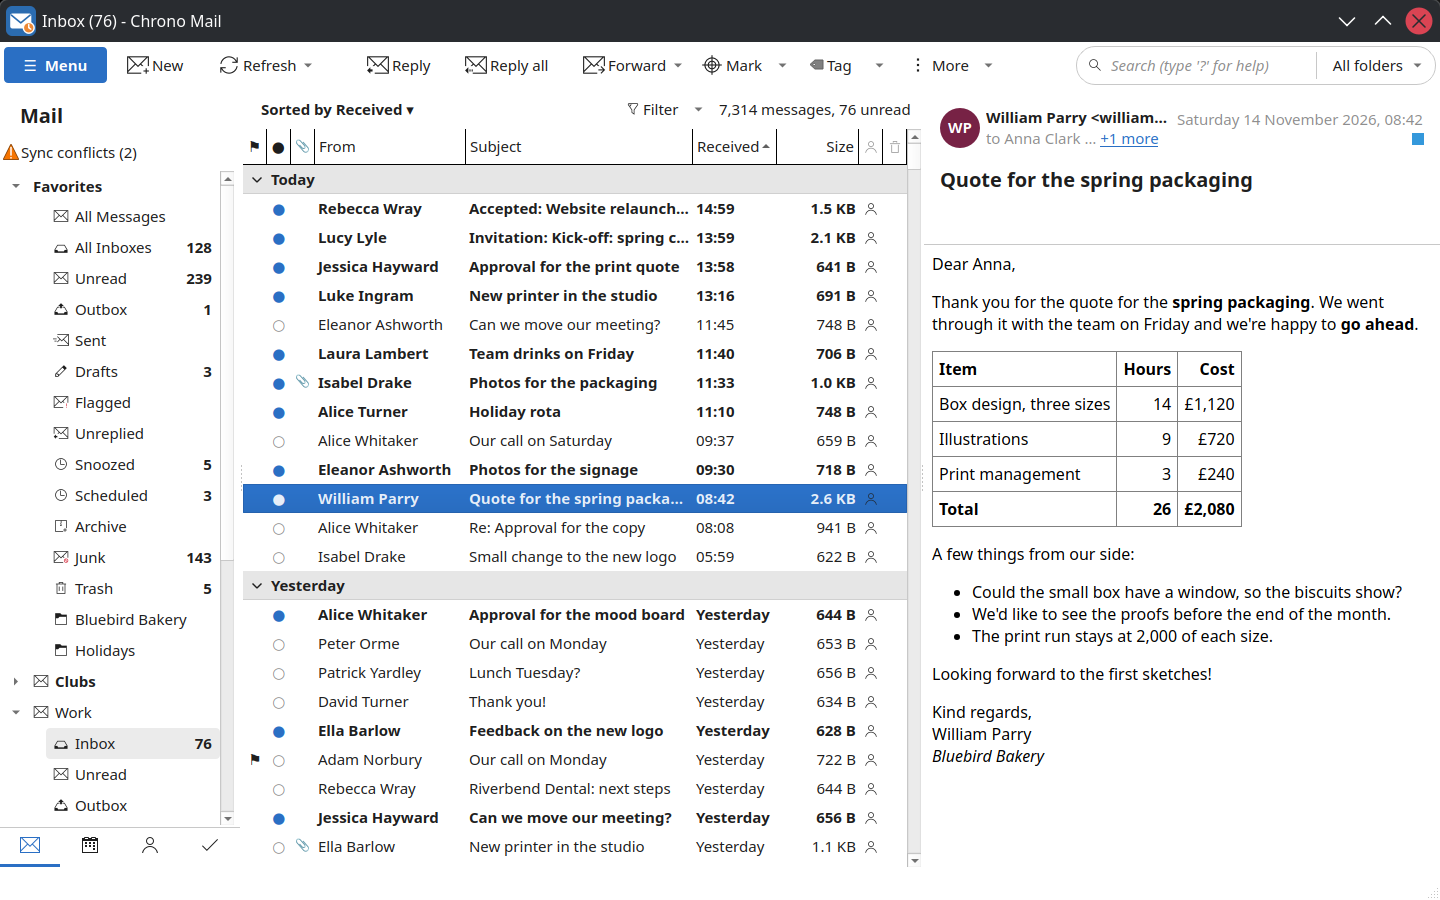 Inbox (76) - Chrono Mail
Menu New Refresh Reply Reply all Forward Mark Tag More Search (type '?' for help) All folders
Mail
Sync conflicts (2)
Favorites
All Messages
All Inboxes 128
Unread 239
Outbox 1
Sent
Drafts 3
Flagged
Unreplied
Snoozed 5
Scheduled 3
Archive
Junk 143
Trash 5
Bluebird Bakery
Holidays
Clubs
Work
Inbox 76
Unread
Outbox
Sorted by Received Filter 7,314 messages, 76 unread
From Subject Received Size
Today
Rebecca Wray Accepted: Website relaunch... 14:59 1.5 KB
Lucy Lyle Invitation: Kick-off: spring c... 13:59 2.1 KB
Jessica Hayward Approval for the print quote 13:58 641 B
Luke Ingram New printer in the studio 13:16 691 B
Eleanor Ashworth Can we move our meeting? 11:45 748 B
Laura Lambert Team drinks on Friday 11:40 706 B
Isabel Drake Photos for the packaging 11:33 1.0 KB
Alice Turner Holiday rota 11:10 748 B
Alice Whitaker Our call on Saturday 09:37 659 B
Eleanor Ashworth Photos for the signage 09:30 718 B
William Parry Quote for the spring packa... 08:42 2.6 KB
Alice Whitaker Re: Approval for the copy 08:08 941 B
Isabel Drake Small change to the new logo 05:59 622 B
Yesterday
Alice Whitaker Approval for the mood board Yesterday 644 B
Peter Orme Our call on Monday Yesterday 653 B
Patrick Yardley Lunch Tuesday? Yesterday 656 B
David Turner Thank you! Yesterday 634 B
Ella Barlow Feedback on the new logo Yesterday 628 B
Adam Norbury Our call on Monday Yesterday 722 B
Rebecca Wray Riverbend Dental: next steps Yesterday 644 B
Jessica Hayward Can we move our meeting? Yesterday 656 B
Ella Barlow New printer in the studio Yesterday 1.1 KB
WP
William Parry <william... Saturday 14 November 2026, 08:42
to Anna Clark ... +1 more
Quote for the spring packaging
Dear Anna,
Thank you for the quote for the spring packaging. We went
through it with the team on Friday and we're happy to go ahead.
Item Hours Cost
Box design, three sizes 14 £1,120
Illustrations 9 £720
Print management 3 £240
Total 26 £2,080
A few things from our side:
• Could the small box have a window, so the biscuits show?
• We'd like to see the proofs before the end of the month.
• The print run stays at 2,000 of each size.
Looking forward to the first sketches!
Kind regards,
William Parry
Bluebird Bakery